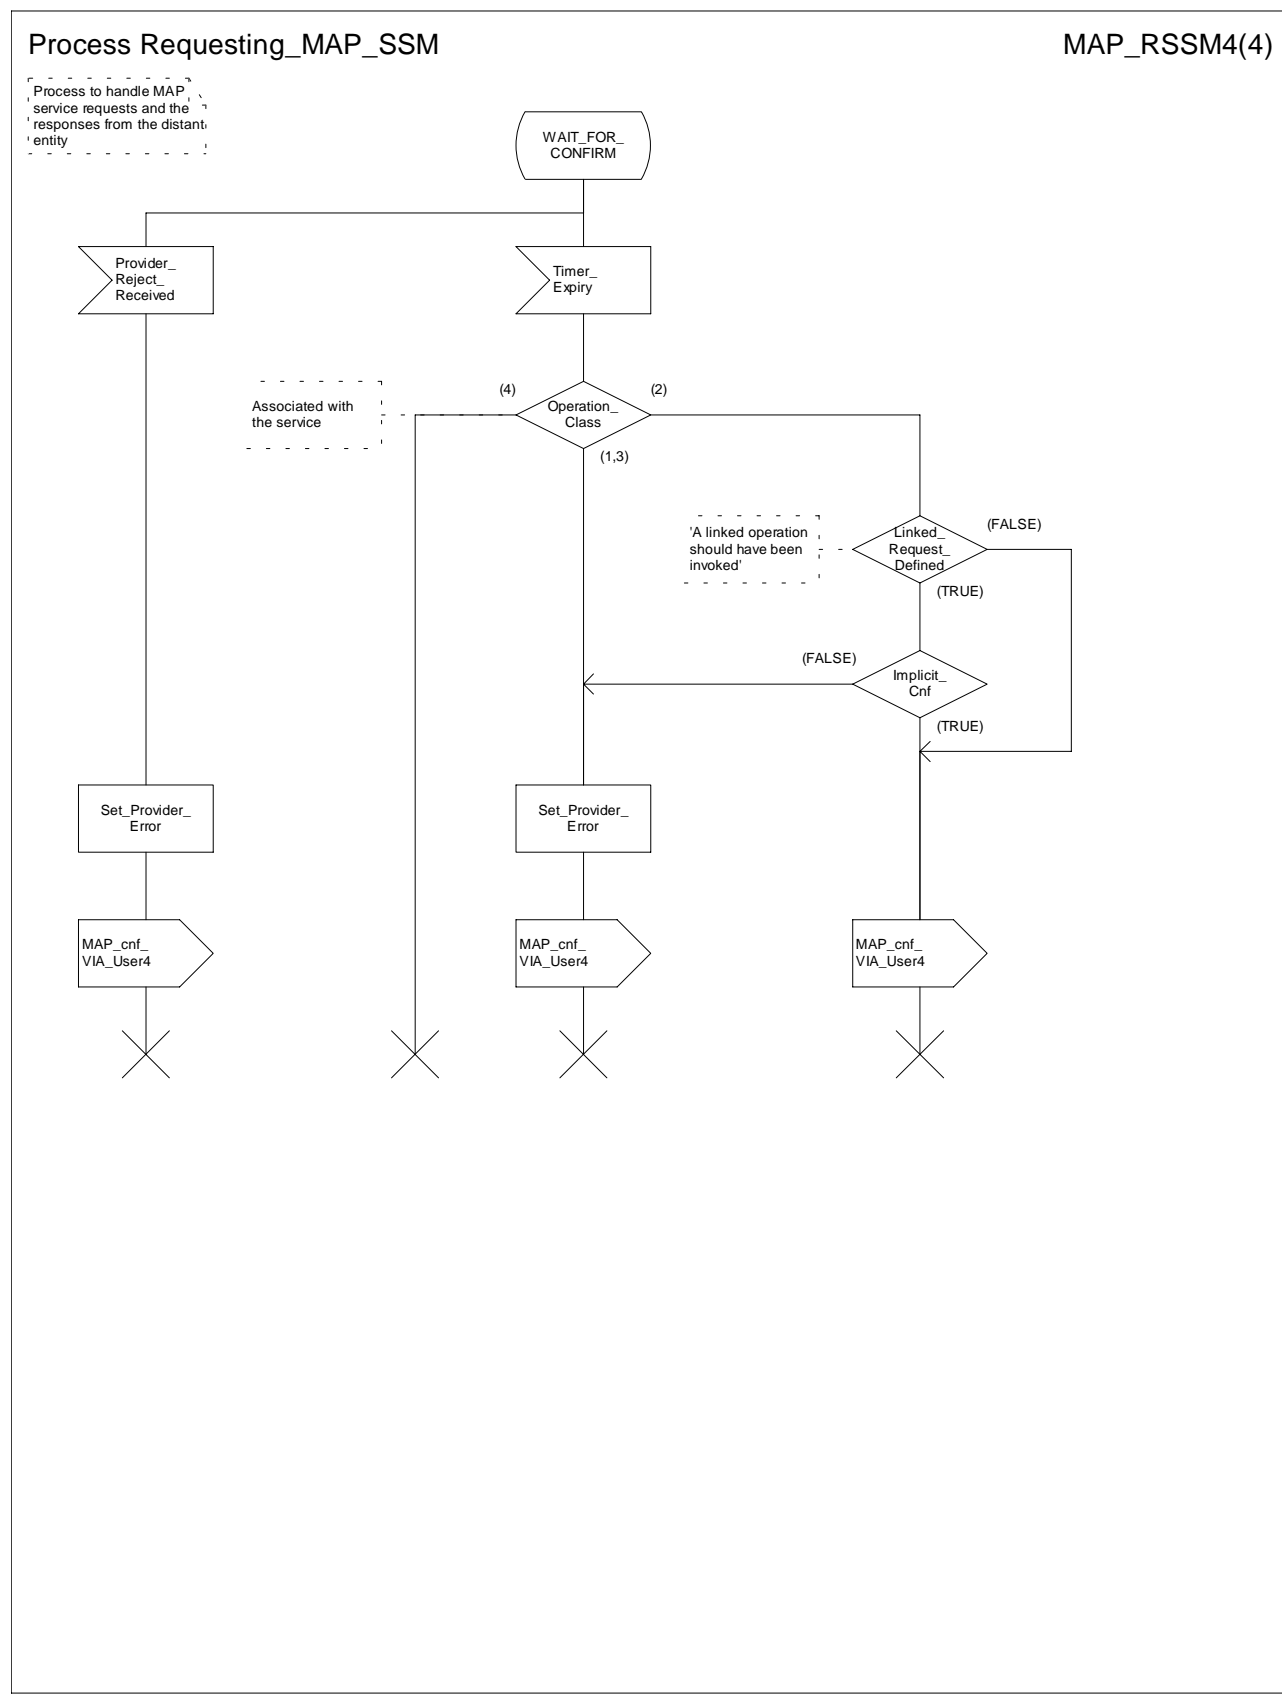 Process Requesting_MAP_SSM
MAP_RSSM4(4)
Process to handle MAP
service requests and the
responses from the distant
entity
WAIT_FOR_
CONFIRM
Provider_
Reject_
Received
Timer_
Expiry
Associated with
the service
(4)
Operation_
Class
(2)
(1,3)
'A linked operation
should have been
invoked'
Linked_
Request_
Defined
(FALSE)
(TRUE)
(FALSE)
Implicit_
Cnf
(TRUE)
Set_Provider_
Error
Set_Provider_
Error
MAP_cnf_
VIA_User4
MAP_cnf_
VIA_User4
MAP_cnf_
VIA_User4